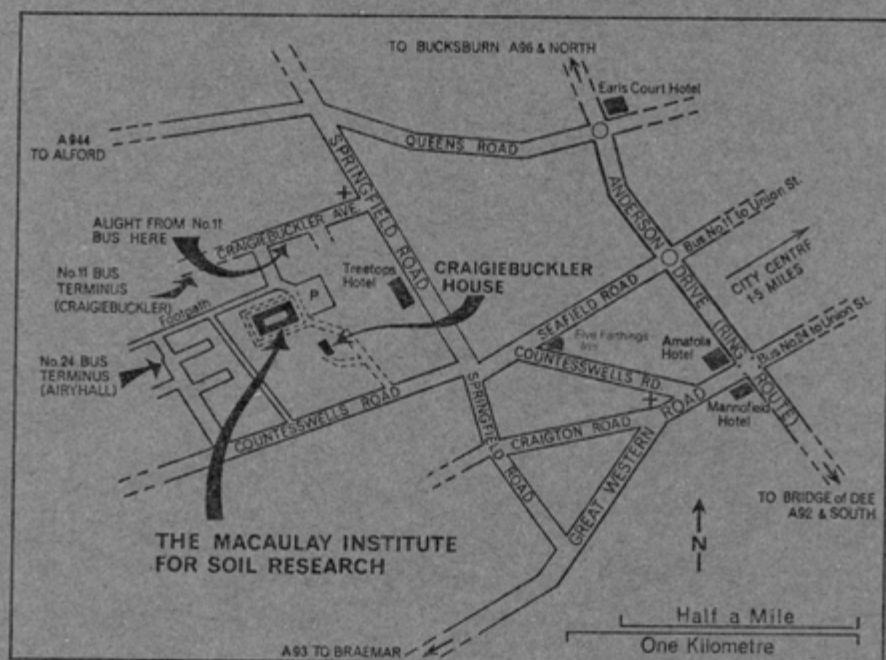 TO BUCKSBURN A96 & NORTH
Earls Court Hotel
A944
TO ALFORD
QUEENS ROAD
SPRINGFIELD ROAD
ANDERSON DRIVE (RING ROUTE)
ALIGHT FROM No.11
BUS HERE
CRAIGIEBUCKLER AVE.
Bus No.11 to Union St.
No.11 BUS
TERMINUS
(CRAIGIEBUCKLER)
Footpath
P
Treetops
Hotel
CRAIGIEBUCKLER
HOUSE
CITY CENTRE
1·5 MILES
SEAFIELD ROAD
Five Farthings
Inn
Amatola
Hotel
Bus No.24 to Union St.
No.24 BUS
TERMINUS
(AIRYHALL)
COUNTESSWELLS RD.
COUNTESSWELLS ROAD
Mannofield
Hotel
SPRINGFIELD ROAD
CRAIGTON ROAD
GREAT WESTERN ROAD
TO BRIDGE of DEE
A92 & SOUTH
THE MACAULAY INSTITUTE
FOR SOIL RESEARCH
N
Half a Mile
One Kilometre
A93 TO BRAEMAR